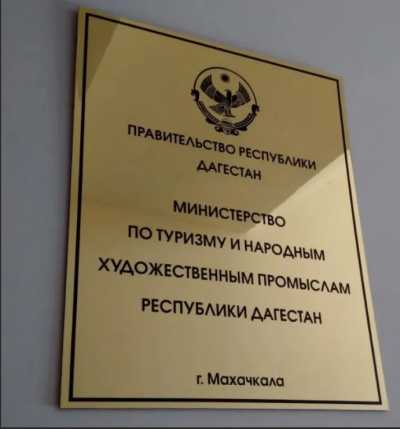 ПРАВИТЕЛЬСТВО РЕСПУБЛИКИ
ДАГЕСТАН
МИНИСТЕРСТВО
ПО ТУРИЗМУ И НАРОДНЫМ
ХУДОЖЕСТВЕННЫМ ПРОМЫСЛАМ
РЕСПУБЛИКИ ДАГЕСТАН
г. Махачкала